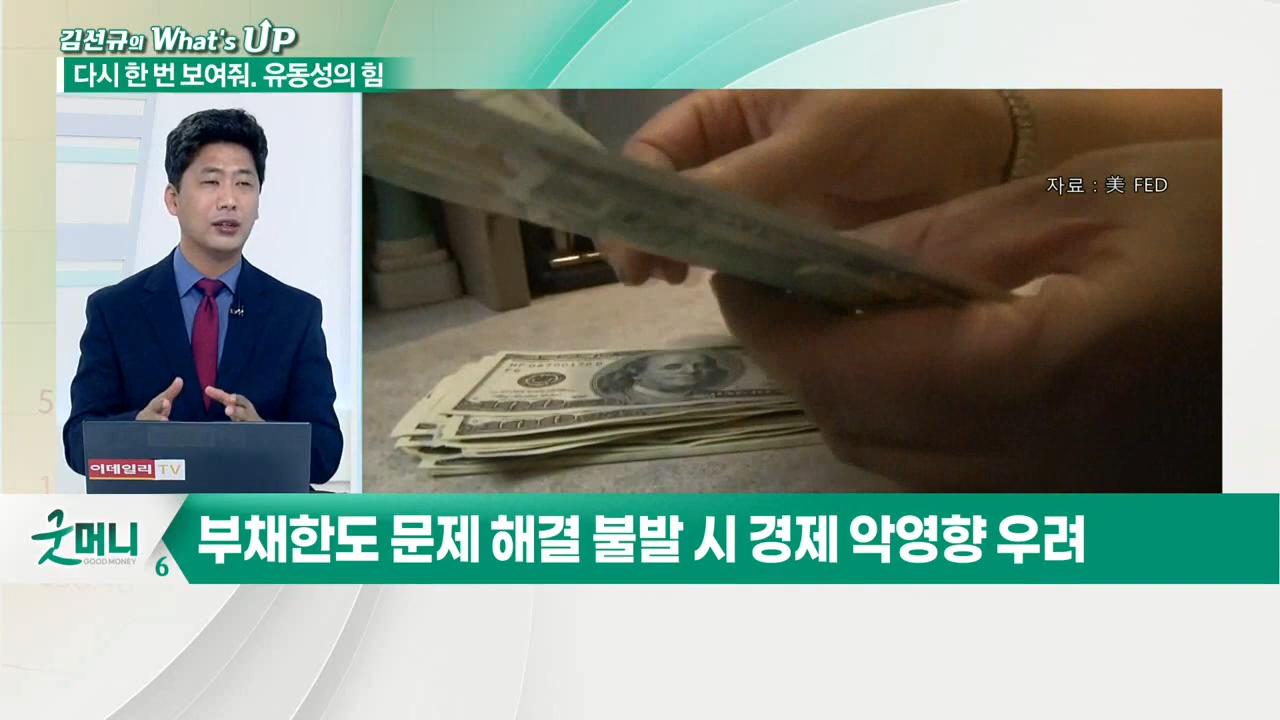 김선규의 What's UP
다시 한 번 보여줘. 유동성의 힘
자료 : 美 FED
이데일리TV
굿머니
GOOD MONEY
6
부채한도 문제 해결 불발 시 경제 악영향 우려
5
1